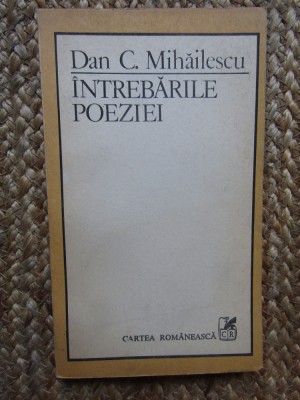 Dan C. Mihăilescu
ÎNTREBĂRILE
POEZIEI
CARTEA ROMÂNEASCĂ
CR